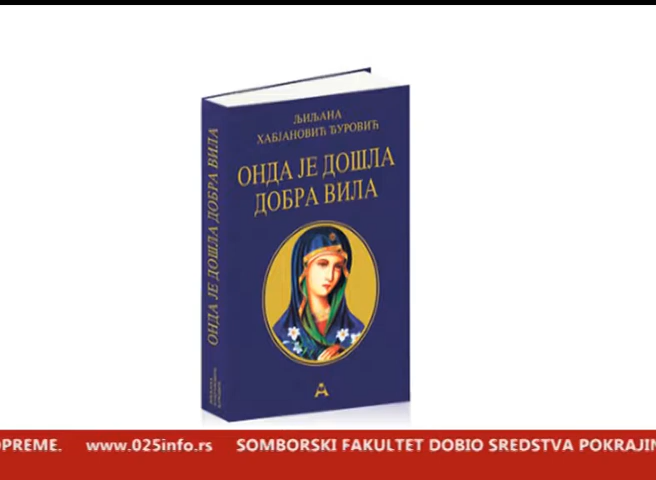 ЉИЉАНА
ХАБЈАНОВИЋ ЂУРОВИЋ
ОНДА ЈЕ ДОШЛА
ДОБРА ВИЛА
ОНДА ЈЕ ДОШЛА ДОБРА ВИЛА
OPREME. www.025info.rs SOMBORSKI FAKULTET DOBIO SREDSTVA POKRAJIN